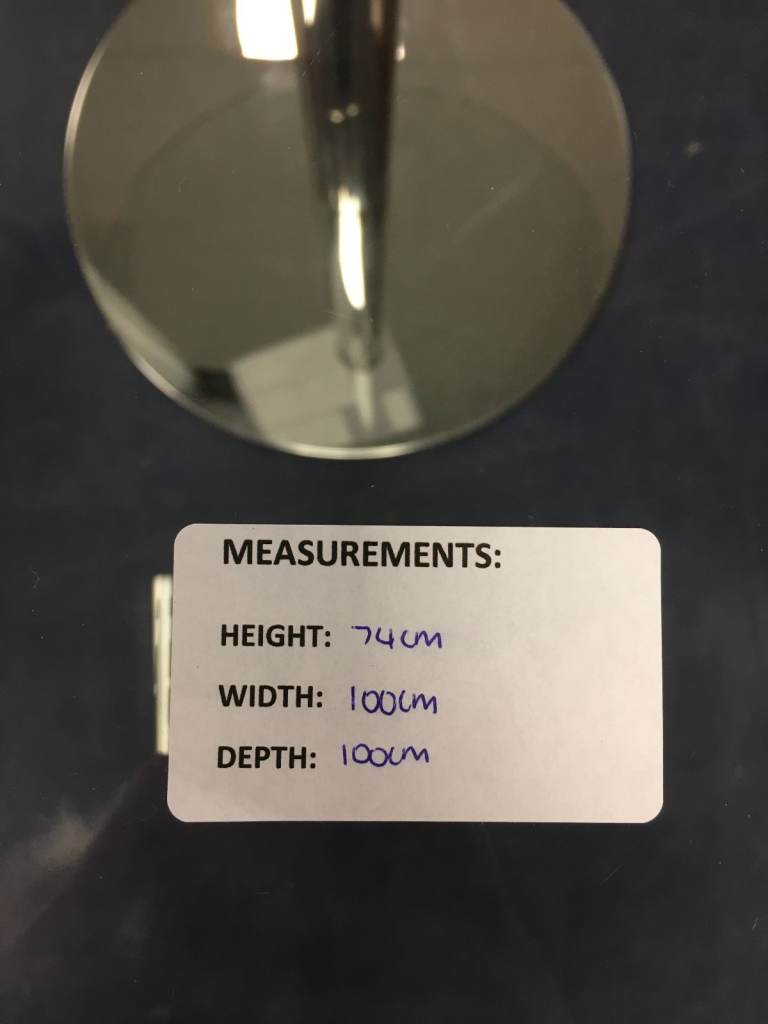 MEASUREMENTS:
HEIGHT: 74cm
WIDTH: 100cm
DEPTH: 100cm